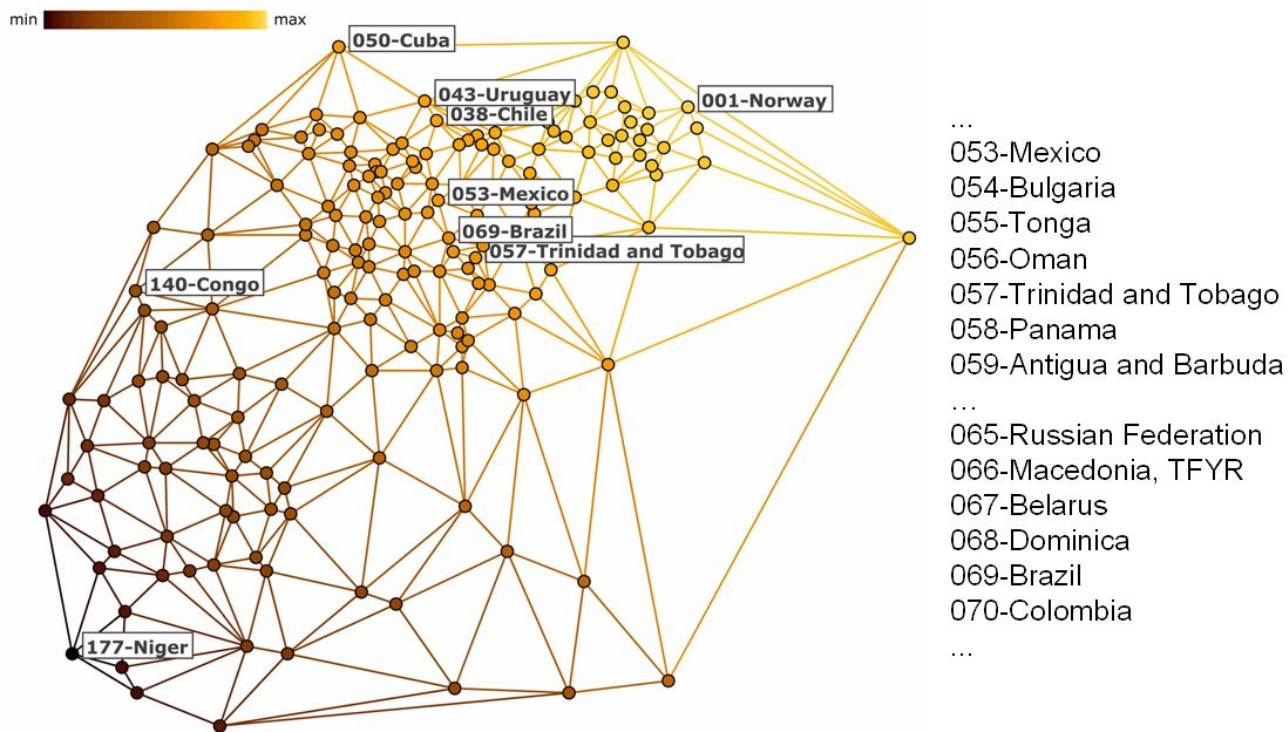 min max
050-Cuba
043-Uruguay
001-Norway
038-Chile
053-Mexico
069-Brazil
057-Trinidad and Tobago
140-Congo
177-Niger
...
053-Mexico
054-Bulgaria
055-Tonga
056-Oman
057-Trinidad and Tobago
058-Panama
059-Antigua and Barbuda
...
065-Russian Federation
066-Macedonia, TFYR
067-Belarus
068-Dominica
069-Brazil
070-Colombia
...